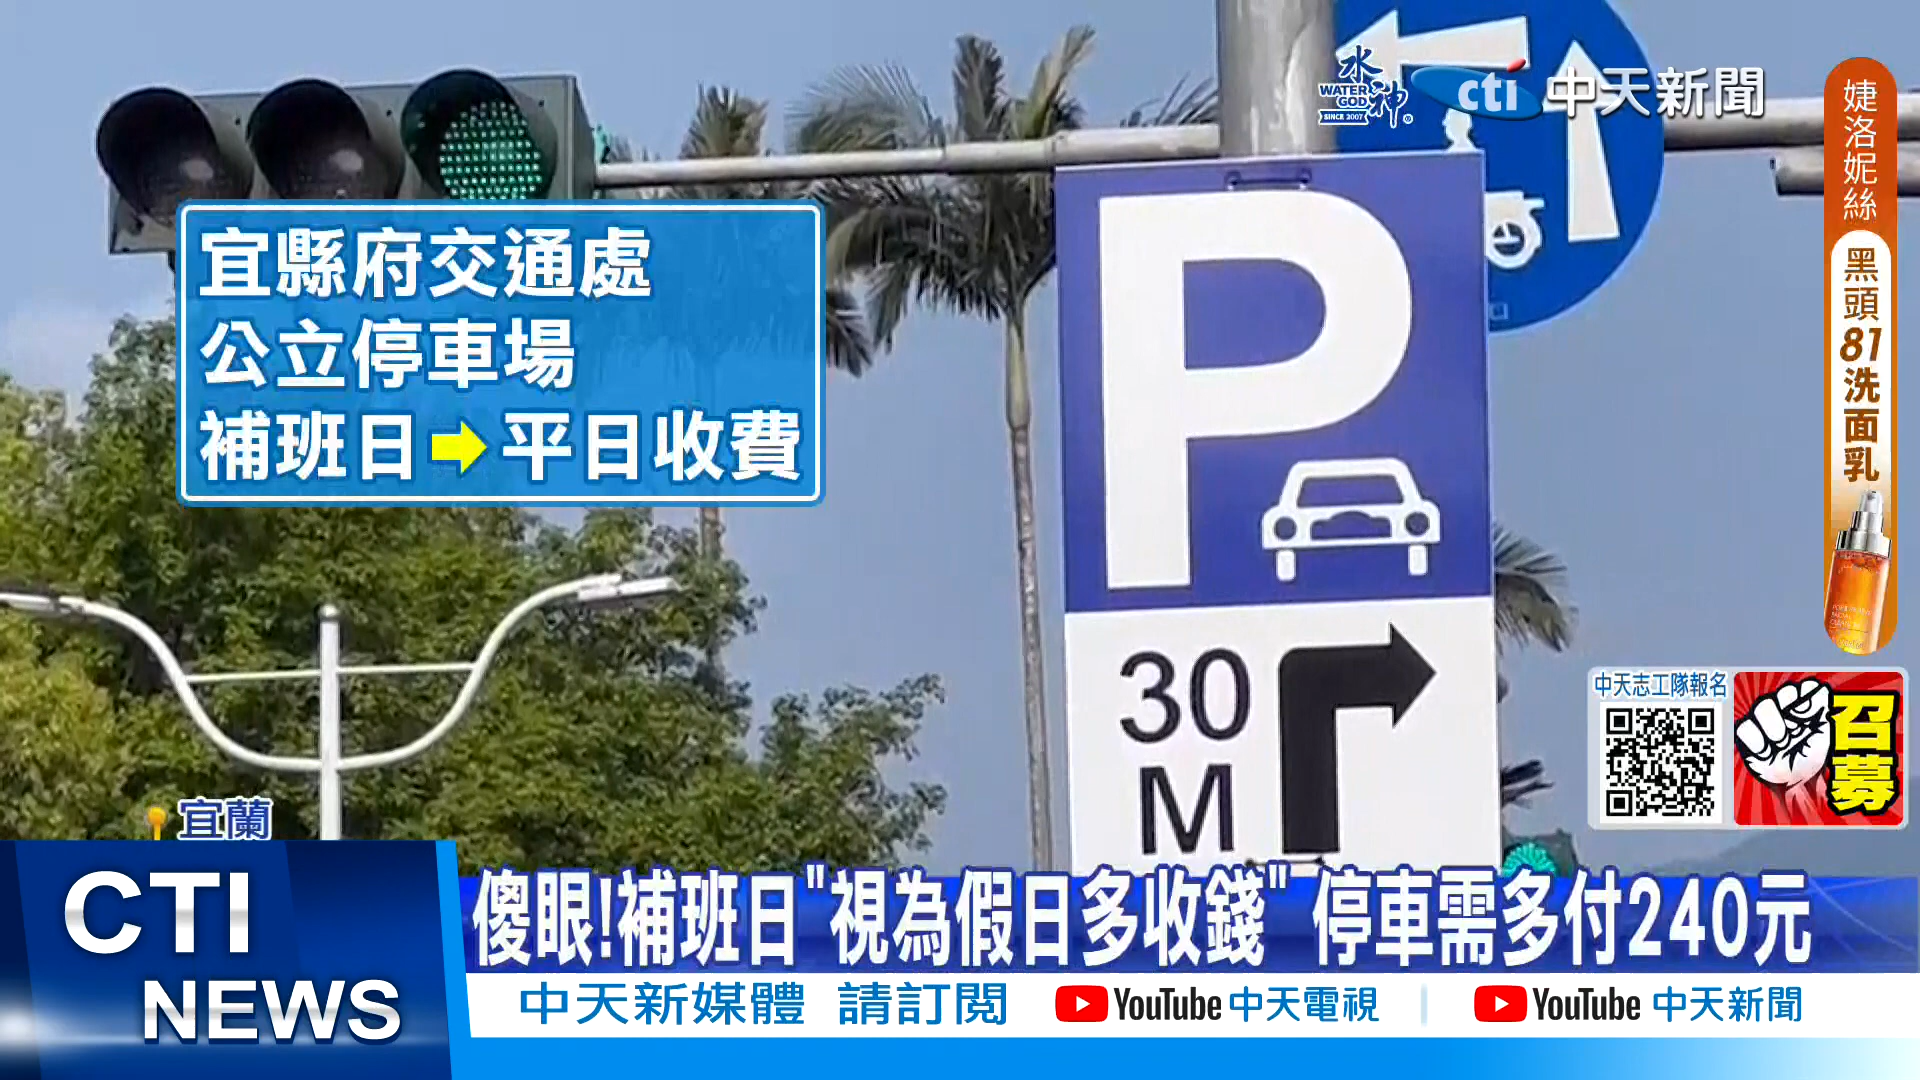 水神
WATER GOD
SINCE 2007
cti 中天新聞
婕洛妮絲
黑頭81洗面乳
宜縣府交通處
公立停車場
補班日➡平日收費
P
30
M
中天志工隊報名
召募
宜蘭
CTI
NEWS
傻眼!補班日"視為假日多收錢" 停車需多付240元
中天新媒體 請訂閱 YouTube 中天電視 | YouTube 中天新聞